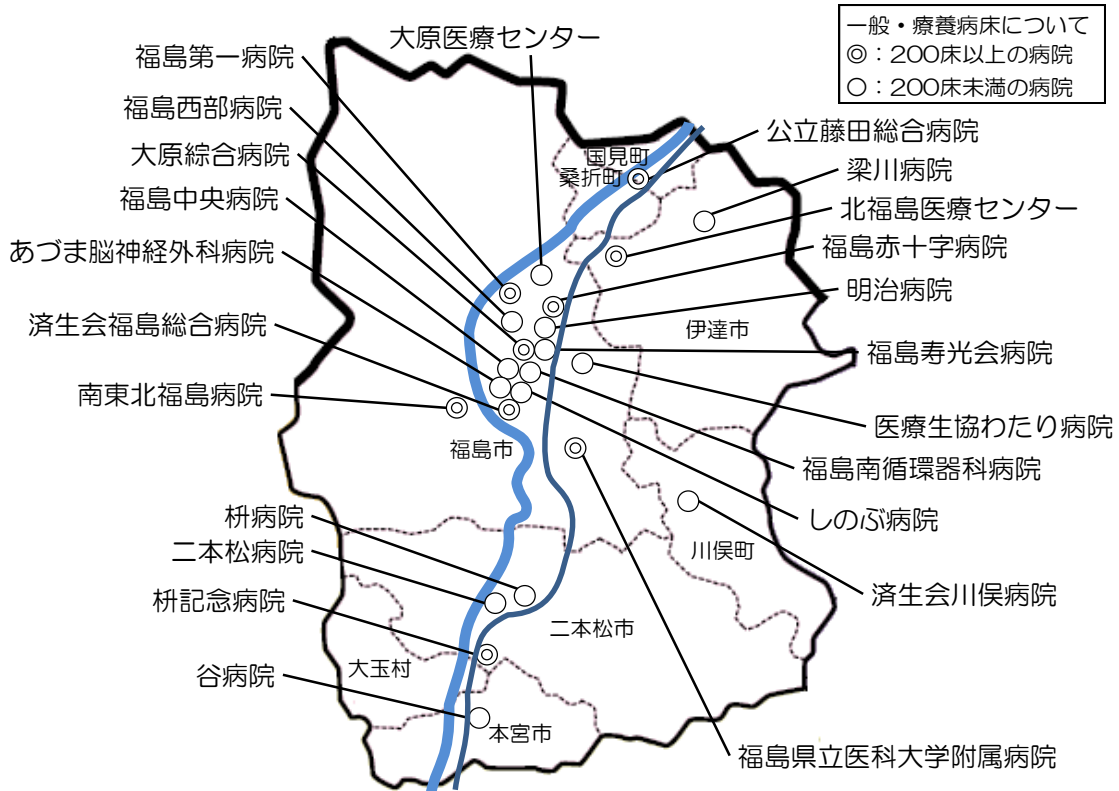 一般・療養病床について
◎：200床以上の病院
○：200床未満の病院
大原医療センター
福島第一病院
福島西部病院
大原綜合病院
福島中央病院
あづま脳神経外科病院
済生会福島総合病院
南東北福島病院
枡病院
二本松病院
枡記念病院
谷病院
公立藤田総合病院
梁川病院
北福島医療センター
福島赤十字病院
明治病院
福島寿光会病院
医療生協わたり病院
福島南循環器科病院
しのぶ病院
済生会川俣病院
福島県立医科大学附属病院
国見町
桑折町
伊達市
福島市
川俣町
二本松市
大玉村
本宮市